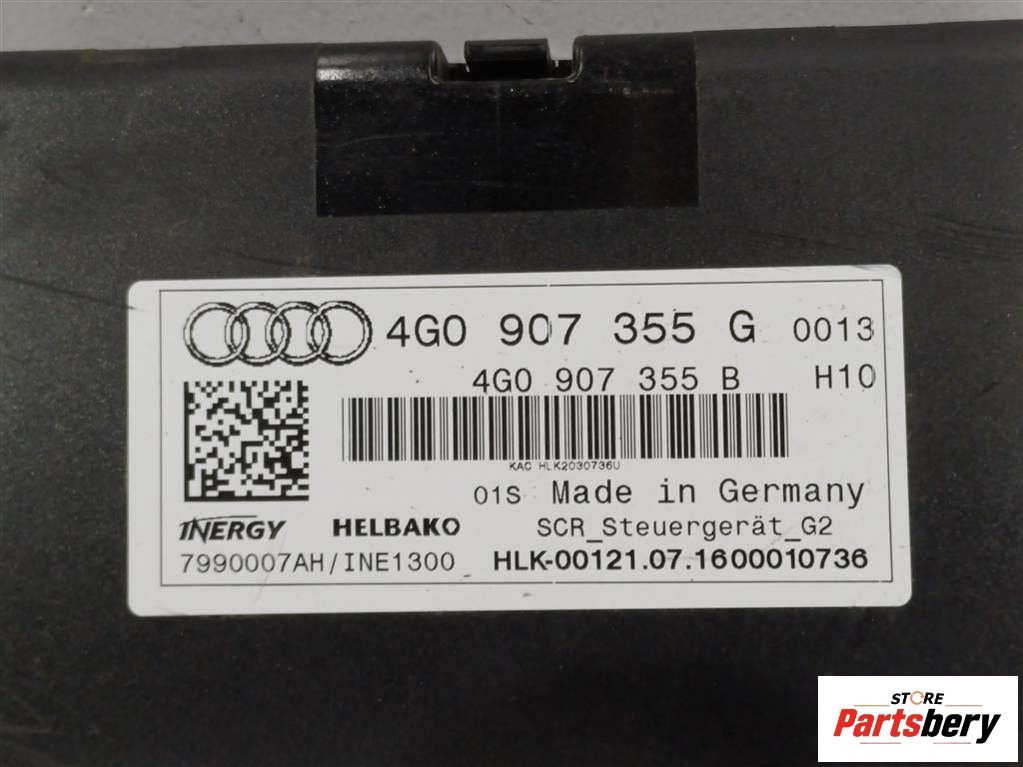 4G0 907 355 G 0013
4G0 907 355 B H10
KAC HLK2030736U
01S Made in Germany
INERGY HELBAKO SCR_Steuergerät_G2
7990007AH/INE1300 HLK-00121.07.1600010736
STORE
Partsbery